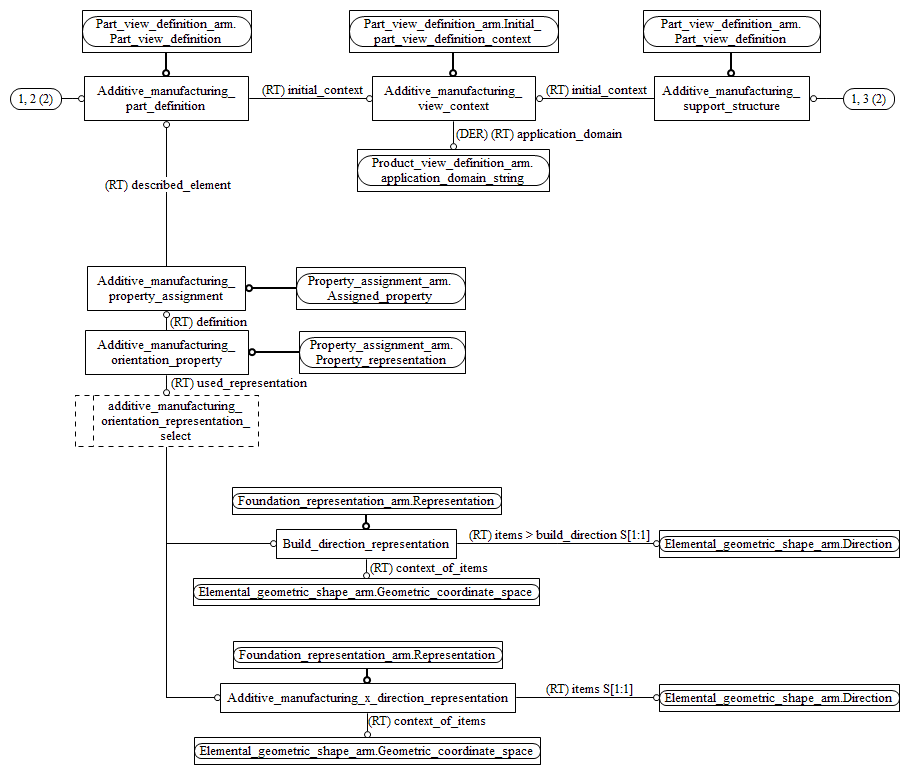 Part_view_definition_arm.
Part_view_definition
Part_view_definition_arm.Initial_
part_view_definition_context
Part_view_definition_arm.
Part_view_definition
1, 2 (2)
Additive_manufacturing_
part_definition
(RT) initial_context
Additive_manufacturing_
view_context
(RT) initial_context
Additive_manufacturing_
support_structure
1, 3 (2)
(DER) (RT) application_domain
Product_view_definition_arm.
application_domain_string
(RT) described_element
Additive_manufacturing_
property_assignment
Property_assignment_arm.
Assigned_property
(RT) definition
Additive_manufacturing_
orientation_property
Property_assignment_arm.
Property_representation
(RT) used_representation
additive_manufacturing_
orientation_representation_
select
Foundation_representation_arm.Representation
Build_direction_representation
(RT) items > build_direction S[1:1]
Elemental_geometric_shape_arm.Direction
(RT) context_of_items
Elemental_geometric_shape_arm.Geometric_coordinate_space
Foundation_representation_arm.Representation
Additive_manufacturing_x_direction_representation
(RT) items S[1:1]
Elemental_geometric_shape_arm.Direction
(RT) context_of_items
Elemental_geometric_shape_arm.Geometric_coordinate_space